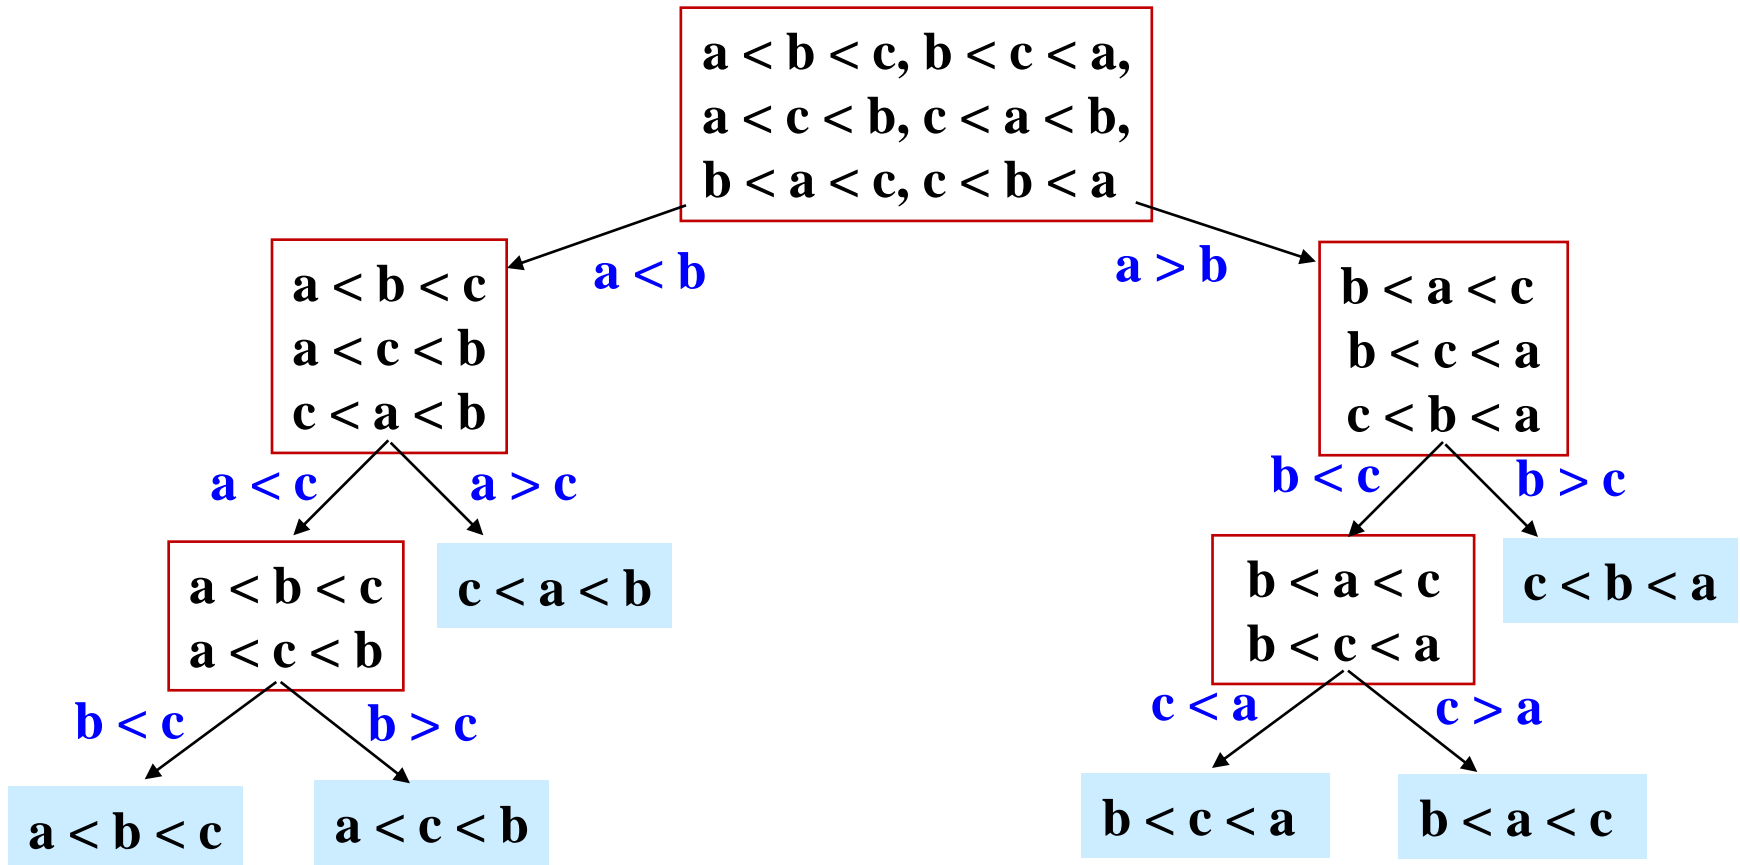 a < b < c, b < c < a,
a < c < b, c < a < b,
b < a < c, c < b < a
a < b
a > b
a < b < c
a < c < b
c < a < b
b < a < c
b < c < a
c < b < a
a < c
a > c
b < c
b > c
a < b < c
a < c < b
c < a < b
b < a < c
b < c < a
c < b < a
b < c
b > c
c < a
c > a
a < b < c
a < c < b
b < c < a
b < a < c